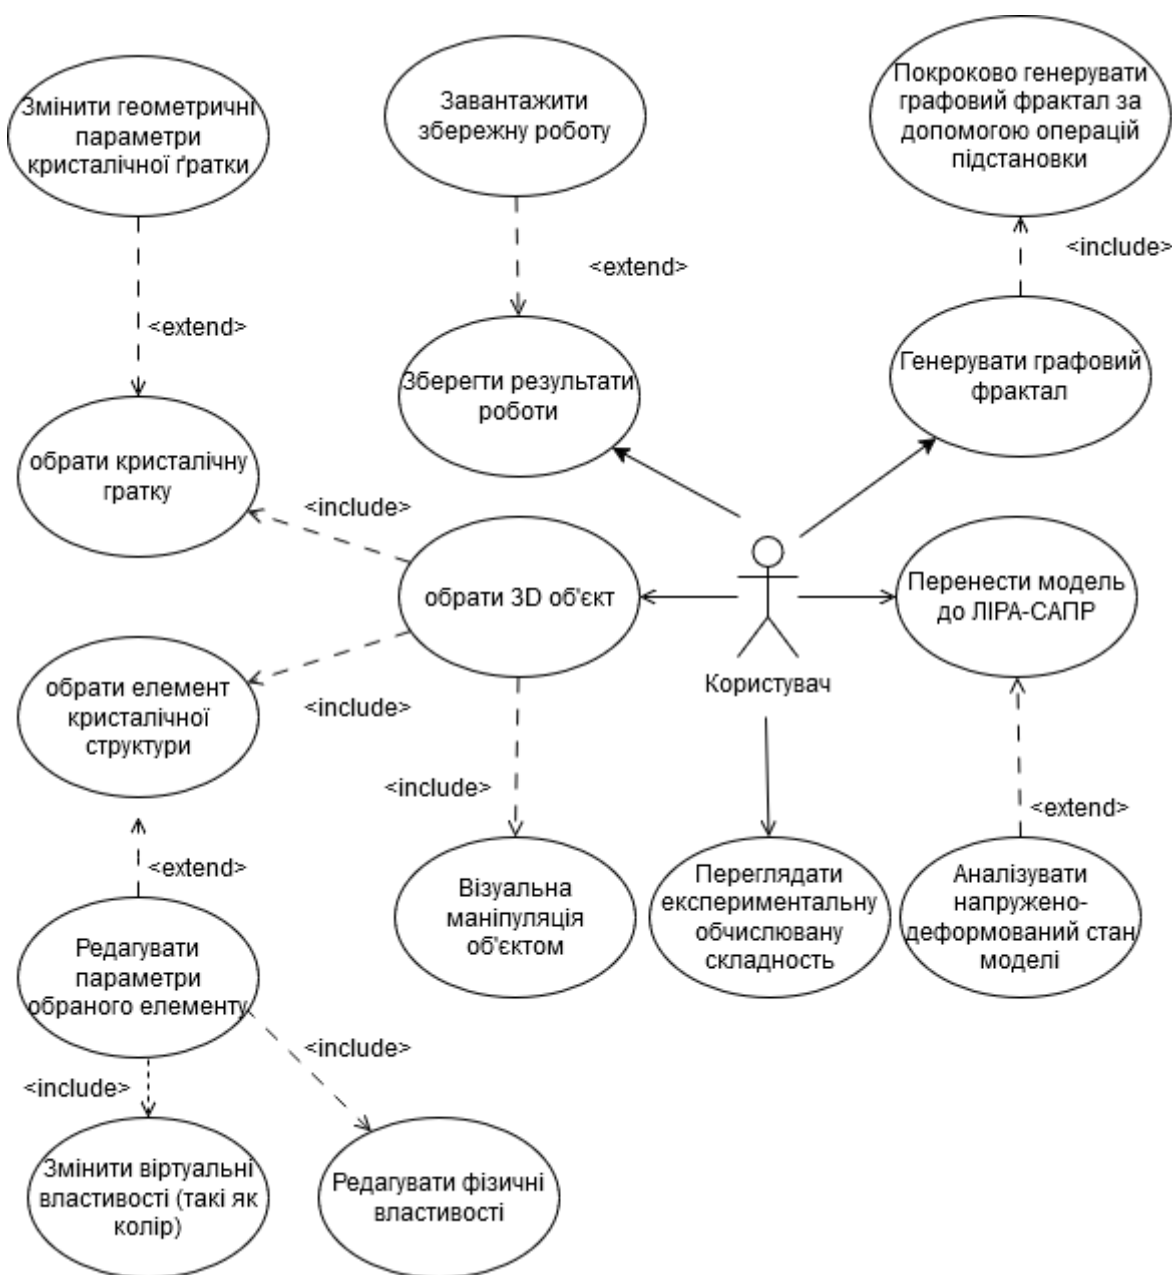 Змінити геометричні
параметри
кристалічної ґратки
Завантажити
збережну роботу
Покроково генерувати
графовий фрактал за
допомогою операцій
підстановки
<include>
<extend>
<extend>
Зберегти результати
роботи
Генерувати графовий
фрактал
обрати кристалічну
гратку
<include>
обрати 3D об'єкт
Перенести модель
до ЛІРА-САПР
Користувач
обрати елемент
кристалічної
структури
<include>
<include>
<extend>
<extend>
Візуальна
маніпуляція
об'єктом
Переглядати
експериментальну
обчислювану
складность
Аналізувати
напружено-
деформований стан
моделі
Редагувати
параметри
обраного елементу
<include>
<include>
Змінити віртуальні
властивості (такі як
колір)
Редагувати фізичні
властивості